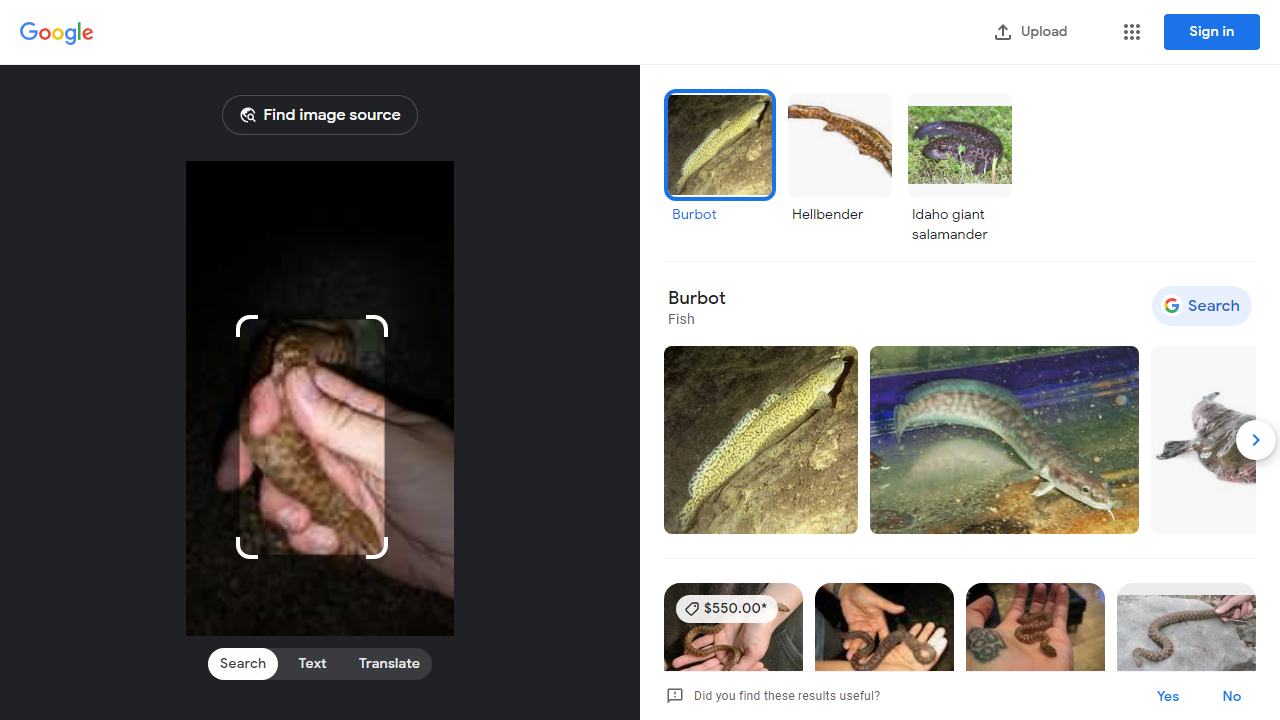 Google
Upload
Sign in
Find image source
Burbot
Hellbender
Idaho giant
salamander
Burbot
Fish
Search
$550.00*
Search
Text
Translate
Did you find these results useful?
Yes
No